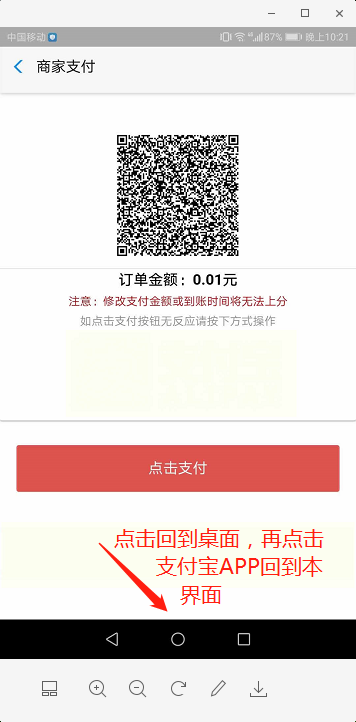 中国移动 87% 晚上10:21
商家支付
订单金额：0.01元
注意：修改支付金额或到账时间将无法上分
如点击支付按钮无反应请按下方式操作
点击支付
点击回到桌面，再点击
支付宝APP回到本
界面